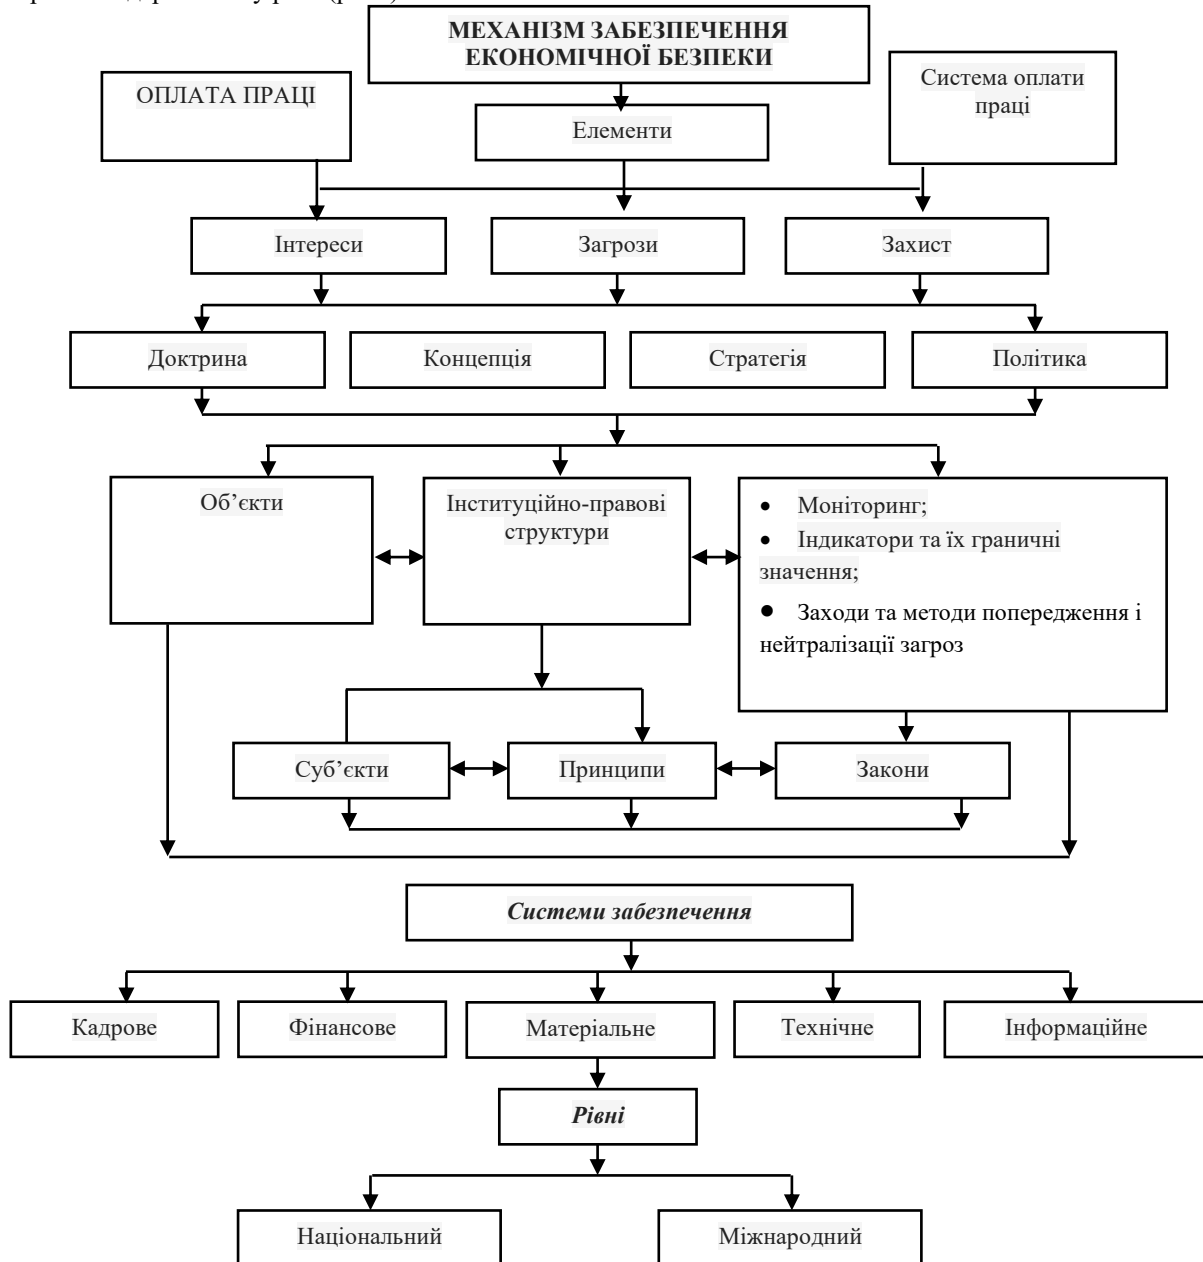 МЕХАНІЗМ ЗАБЕЗПЕЧЕННЯ
ЕКОНОМІЧНОЇ БЕЗПЕКИ
ОПЛАТА ПРАЦІ
Система оплати
праці
Елементи
Інтереси
Загрози
Захист
Доктрина
Концепція
Стратегія
Політика
Об’єкти
Інституційно-правові
структури
• Моніторинг;
• Індикатори та їх граничні
значення;
• Заходи та методи попередження і
нейтралізації загроз
Суб’єкти
Принципи
Закони
Системи забезпечення
Кадрове
Фінансове
Матеріальне
Технічне
Інформаційне
Рівні
Національний
Міжнародний